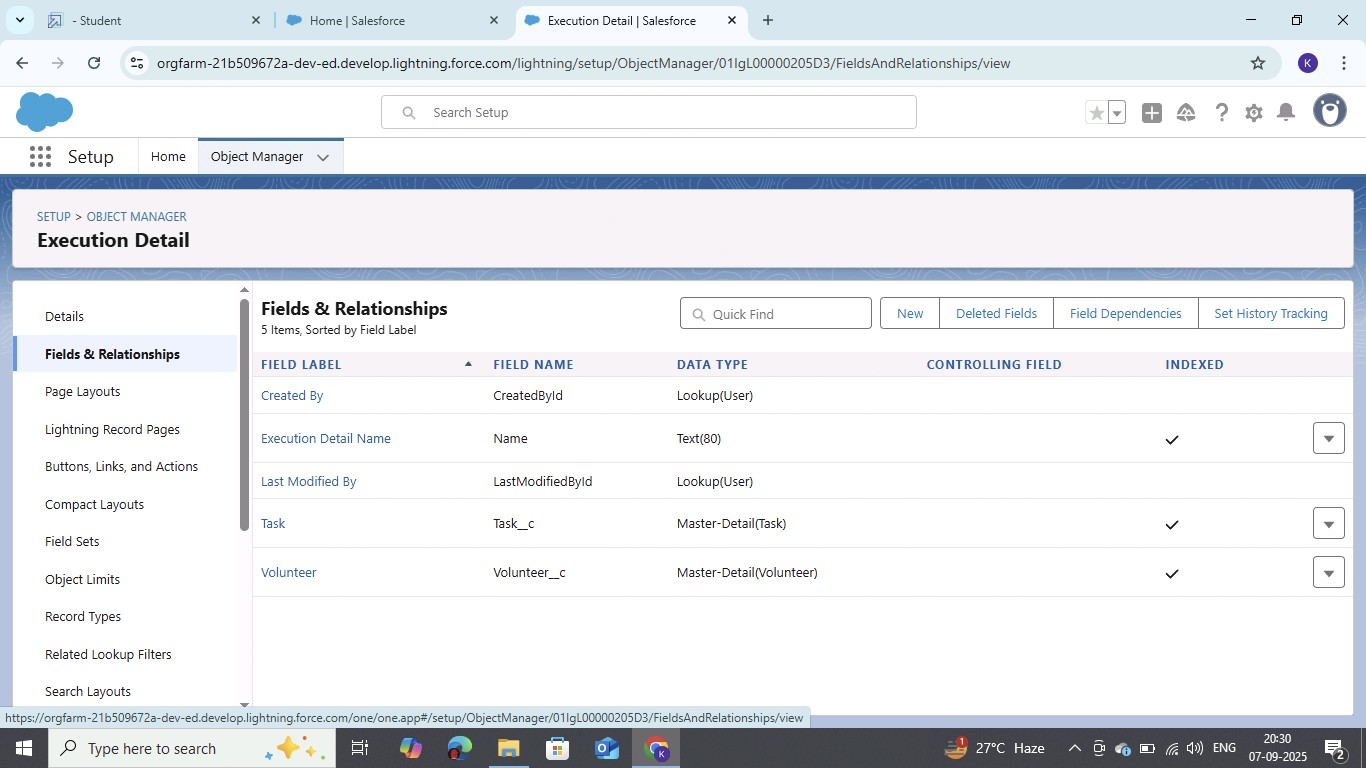 - Student
Home | Salesforce
Execution Detail | Salesforce
orgfarm-21b509672a-dev-ed.develop.lightning.force.com/lightning/setup/ObjectManager/01IgL00000205D3/FieldsAndRelationships/view
K
Search Setup
Setup
Home
Object Manager
SETUP > OBJECT MANAGER
Execution Detail
Details
Fields & Relationships
Page Layouts
Lightning Record Pages
Buttons, Links, and Actions
Compact Layouts
Field Sets
Object Limits
Record Types
Related Lookup Filters
Search Layouts
Fields & Relationships
5 Items, Sorted by Field Label
Quick Find
New
Deleted Fields
Field Dependencies
Set History Tracking
FIELD LABEL FIELD NAME DATA TYPE CONTROLLING FIELD INDEXED
Created By CreatedById Lookup(User)
Execution Detail Name Name Text(80)
Last Modified By LastModifiedById Lookup(User)
Task Task__c Master-Detail(Task)
Volunteer Volunteer__c Master-Detail(Volunteer)
https://orgfarm-21b509672a-dev-ed.develop.lightning.force.com/one/one.app#/setup/ObjectManager/01IgL00000205D3/FieldsAndRelationships/view
Type here to search
K
1
27°C Haze
ENG
20:30
07-09-2025
2